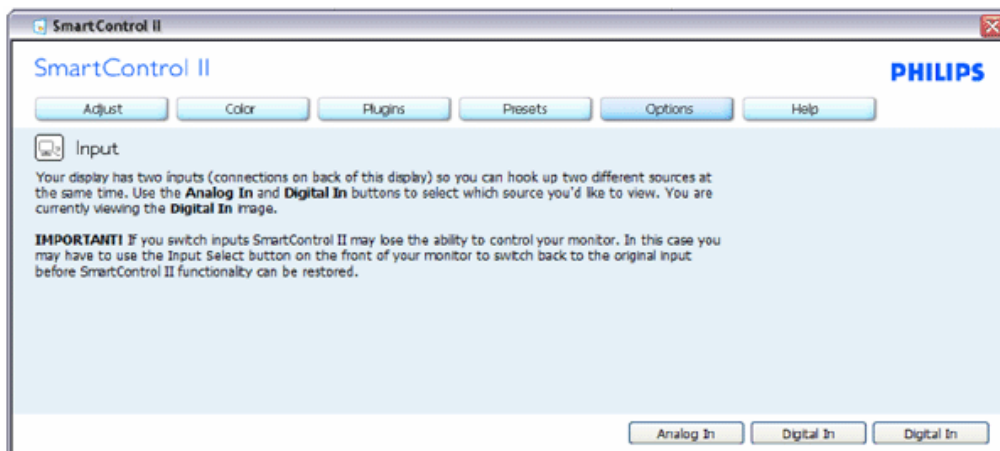 SmartControl II
SmartControl II
PHILIPS
Adjust
Color
Plugins
Presets
Options
Help
Input
Your display has two inputs (connections on back of this display) so you can hook up two different sources at
the same time. Use the Analog In and Digital In buttons to select which source you'd like to view. You are
currently viewing the Digital In image.
IMPORTANT! If you switch inputs SmartControl II may lose the ability to control your monitor. In this case you
may have to use the Input Select button on the front of your monitor to switch back to the original input
before SmartControl II functionality can be restored.
Analog In
Digital In
Digital In